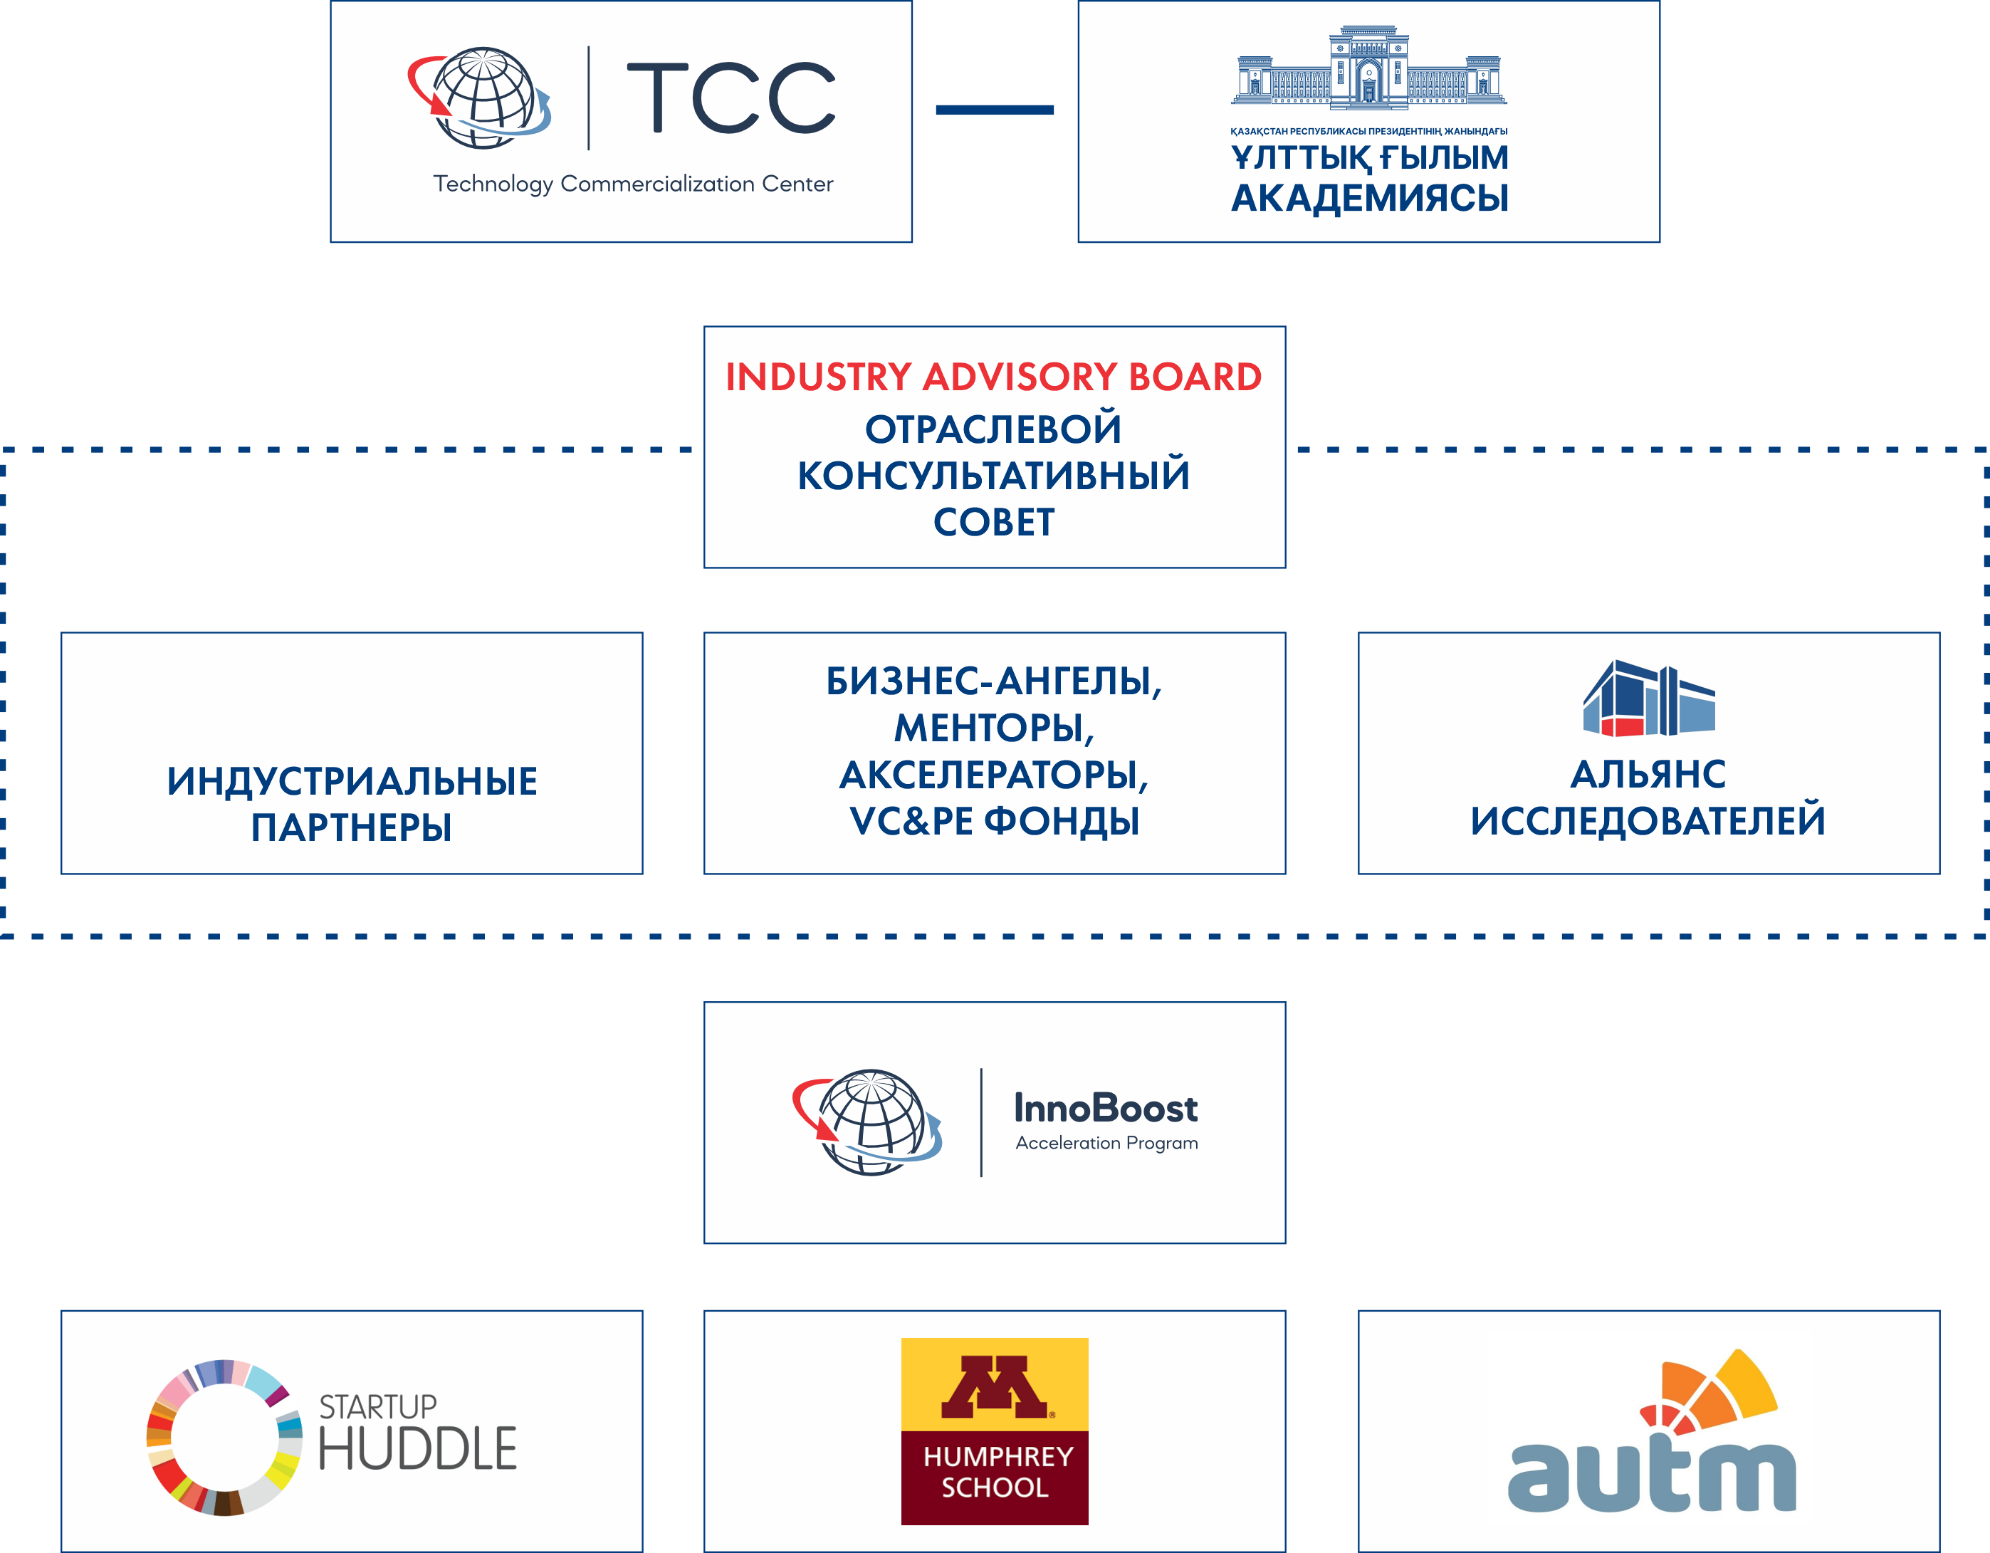 TCC
Technology Commercialization Center
ҚАЗАҚСТАН РЕСПУБЛИКАСЫ ПРЕЗИДЕНТІНІҢ ЖАНЫНДАҒЫ
ҰЛТТЫҚ ҒЫЛЫМ
АКАДЕМИЯСЫ
INDUSTRY ADVISORY BOARD
ОТРАСЛЕВОЙ
КОНСУЛЬТАТИВНЫЙ
СОВЕТ
ИНДУСТРИАЛЬНЫЕ
ПАРТНЕРЫ
БИЗНЕС-АНГЕЛЫ,
МЕНТОРЫ,
АКСЕЛЕРАТОРЫ,
VC&PE ФОНДЫ
АЛЬЯНС
ИССЛЕДОВАТЕЛЕЙ
InnoBoost
Acceleration Program
STARTUP
HUDDLE
M®
HUMPHREY
SCHOOL
autm